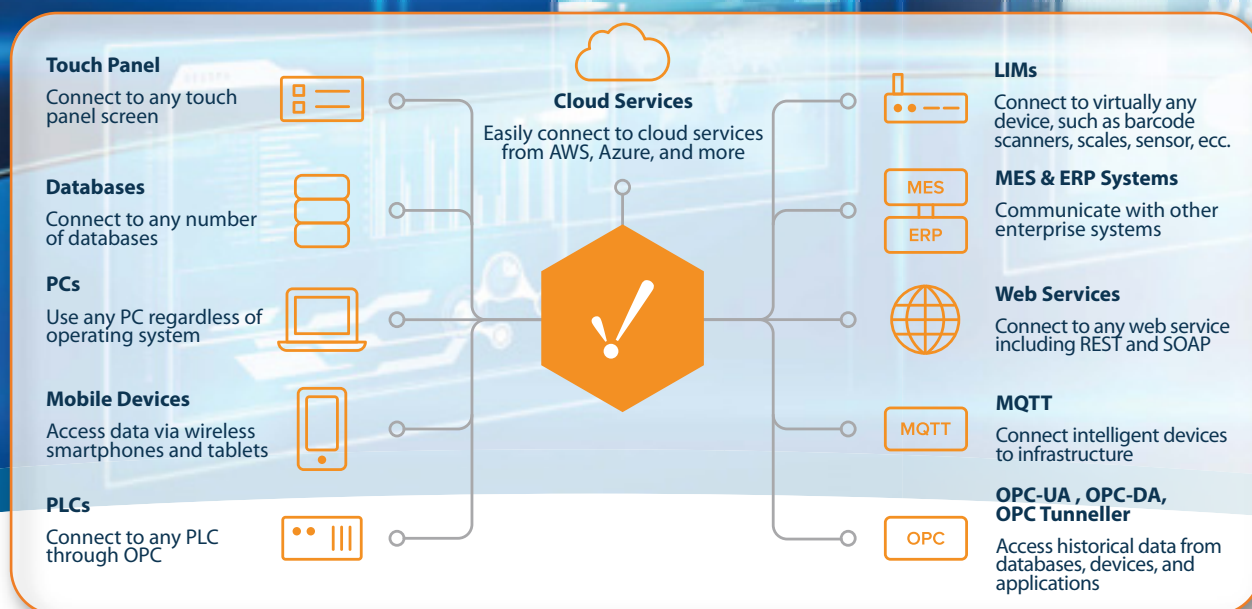 Touch Panel
Connect to any touch
panel screen
Databases
Connect to any number
of databases
PCs
Use any PC regardless of
operating system
Mobile Devices
Access data via wireless
smartphones and tablets
PLCs
Connect to any PLC
through OPC
Cloud Services
Easily connect to cloud services
from AWS, Azure, and more
LIMs
Connect to virtually any
device, such as barcode
scanners, scales, sensor, ecc.
MES
ERP
MES & ERP Systems
Communicate with other
enterprise systems
Web Services
Connect to any web service
including REST and SOAP
MQTT
MQTT
Connect intelligent devices
to infrastructure
OPC
OPC-UA , OPC-DA,
OPC Tunneller
Access historical data from
databases, devices, and
applications